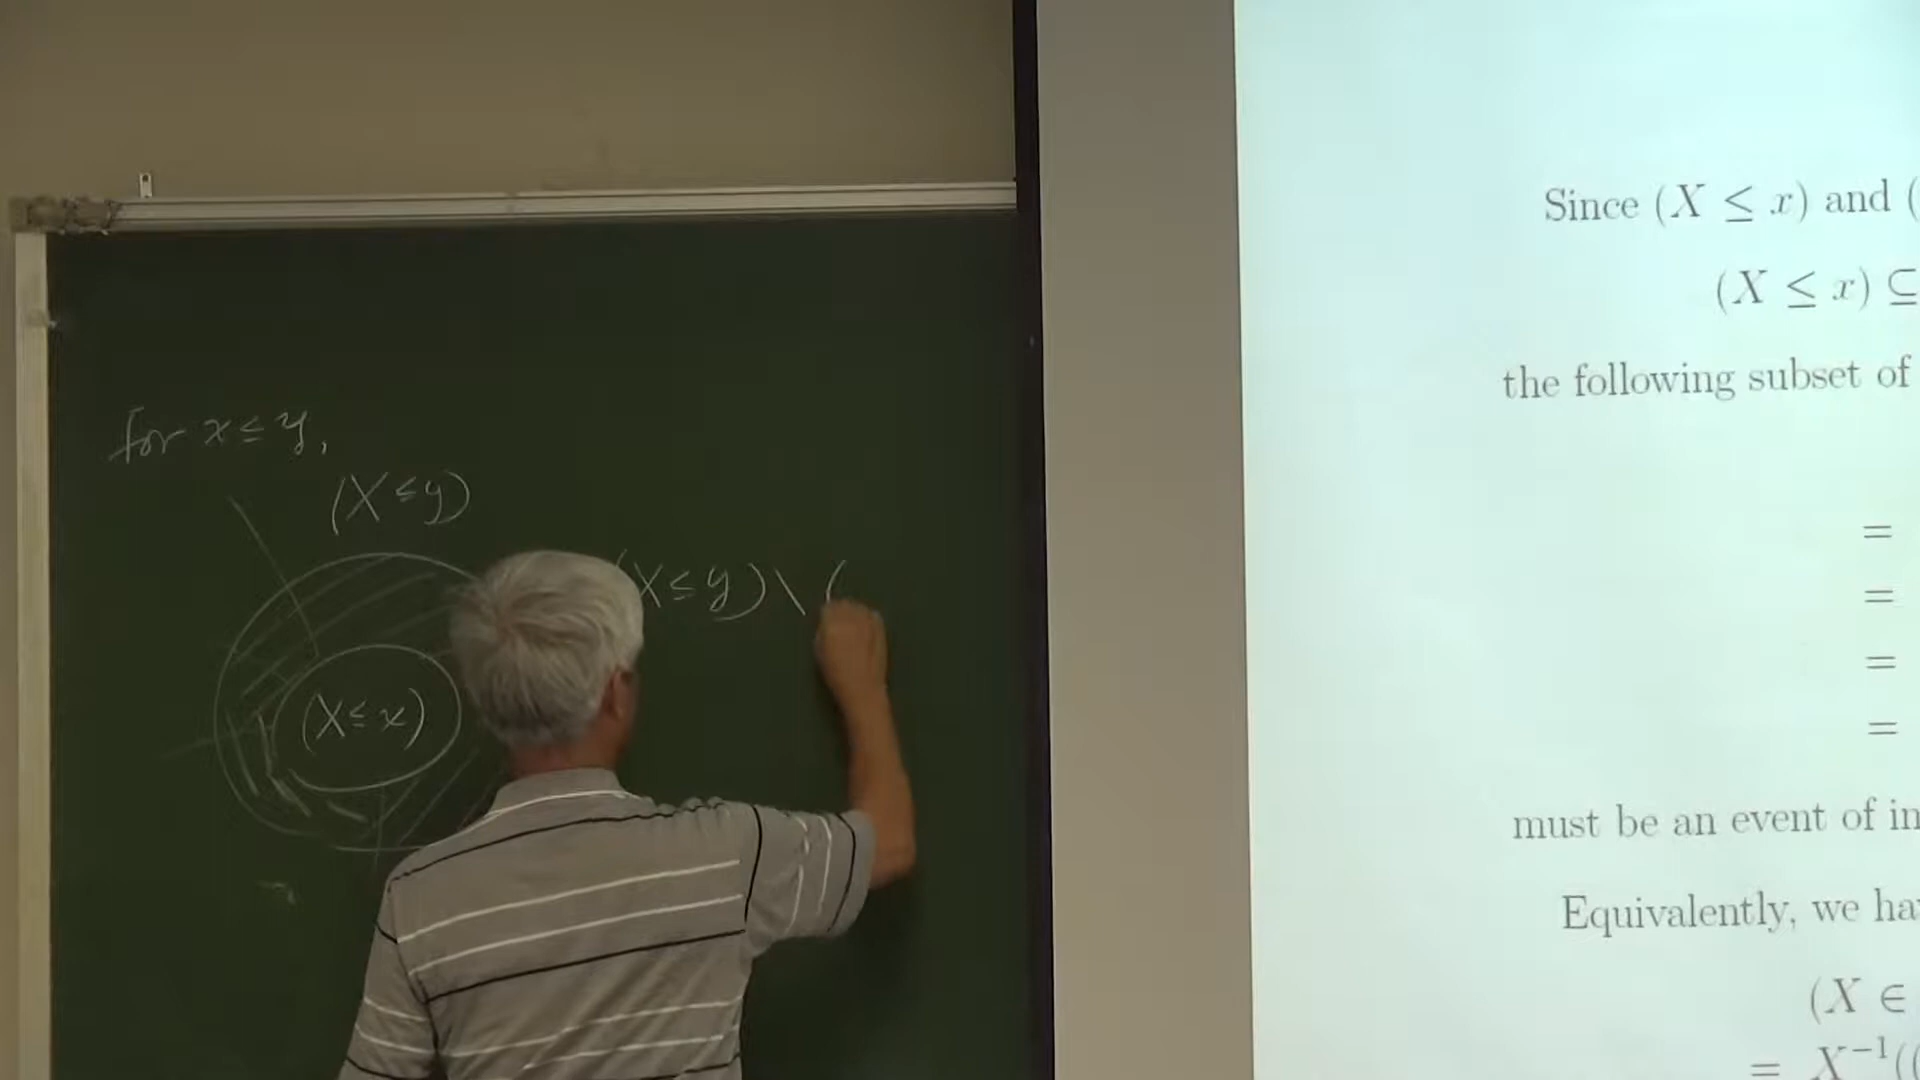 for x ≤ y,
(X ≤ y)
(X ≤ x)
(X ≤ y) \ (
Since (X ≤ x) and (
(X ≤ x) ⊆
the following subset of
=
=
=
=
must be an event of in
Equivalently, we ha
(X ∈
= X⁻¹((